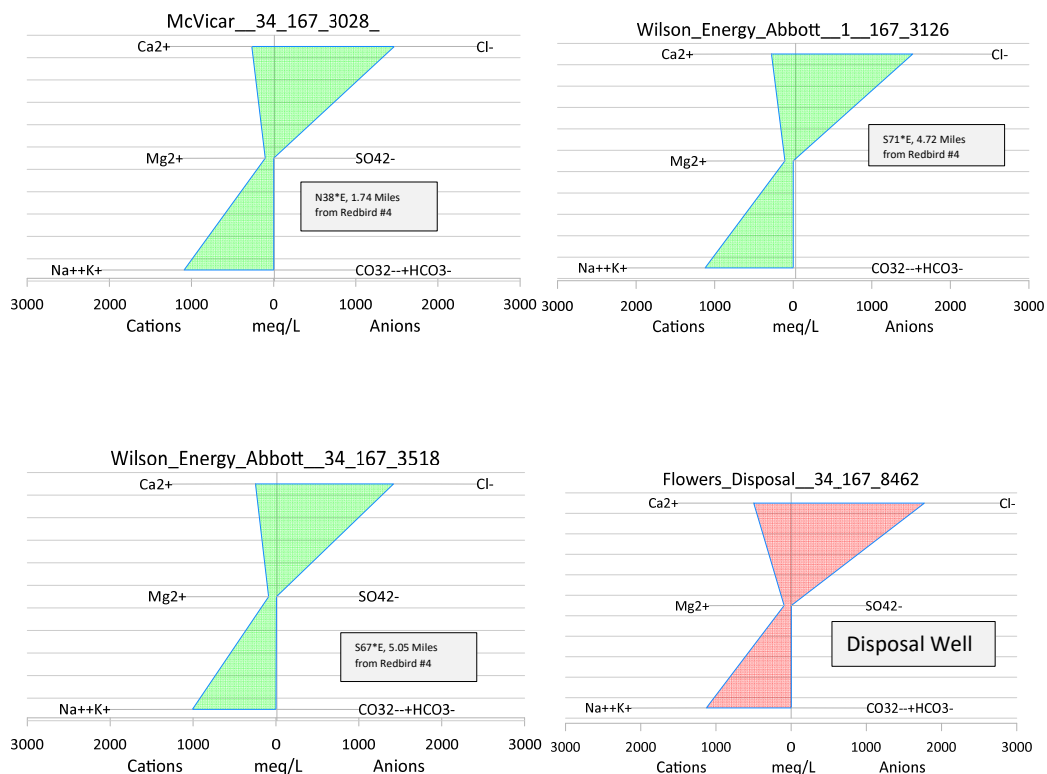 McVicar__34_167_3028_
Ca2+ Cl-
Mg2+ SO42-
N38*E, 1.74 Miles
from Redbird #4
Na++K+ CO32--+HCO3-
3000 2000 1000 0 1000 2000 3000
Cations meq/L Anions
Wilson_Energy_Abbott__1__167_3126
Ca2+ Cl-
S71*E, 4.72 Miles
from Redbird #4
Mg2+
Na++K+ CO32--+HCO3-
3000 2000 1000 0 1000 2000 3000
Cations meq/L Anions
Wilson_Energy_Abbott__34_167_3518
Ca2+ Cl-
Mg2+ SO42-
S67*E, 5.05 Miles
from Redbird #4
Na++K+ CO32--+HCO3-
3000 2000 1000 0 1000 2000 3000
Cations meq/L Anions
Flowers_Disposal__34_167_8462
Ca2+ Cl-
Mg2+ SO42-
Disposal Well
Na++K+ CO32--+HCO3-
3000 2000 1000 0 1000 2000 3000
Cations meq/L Anions